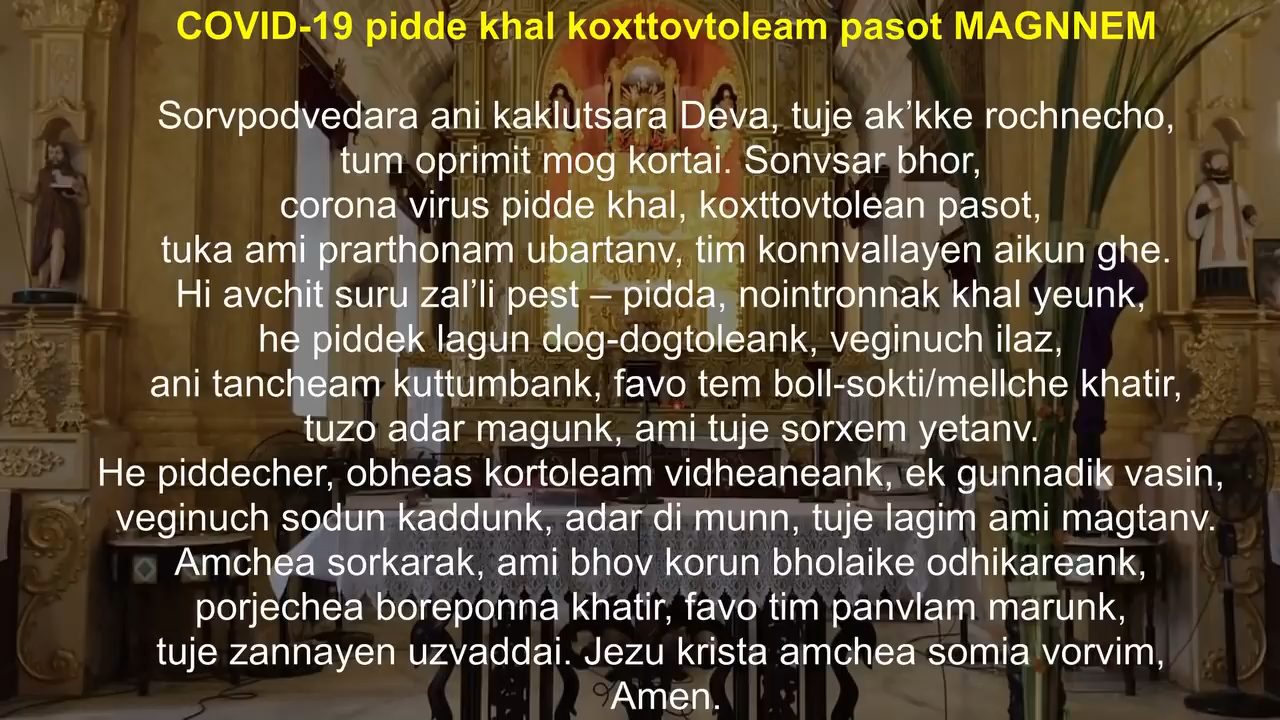 COVID-19 pidde khal koxttovtoleam pasot MAGNNEM
Sorvpodvedara ani kaklutsara Deva, tuje ak’kke rochnecho,
tum oprimit mog kortai. Sonvsar bhor,
corona virus pidde khal, koxttovtolean pasot,
tuka ami prarthonam ubartanv, tim konnvallayen aikun ghe.
Hi avchit suru zal’li pest – pidda, nointronnak khal yeunk,
he piddek lagun dog-dogtoleank, veginuch ilaz,
ani tancheam kuttumbank, favo tem boll-sokti/mellche khatir,
tuzo adar magunk, ami tuje sorxem yetanv.
He piddecher, obheas kortoleam vidheaneank, ek gunnadik vasin,
veginuch sodun kaddunk, adar di munn, tuje lagim ami magtanv.
Amchea sorkarak, ami bhov korun bholaike odhikareank,
porjechea boreponna khatir, favo tim panvlam marunk,
tuje zannayen uzvaddai. Jezu krista amchea somia vorvim,
Amen.